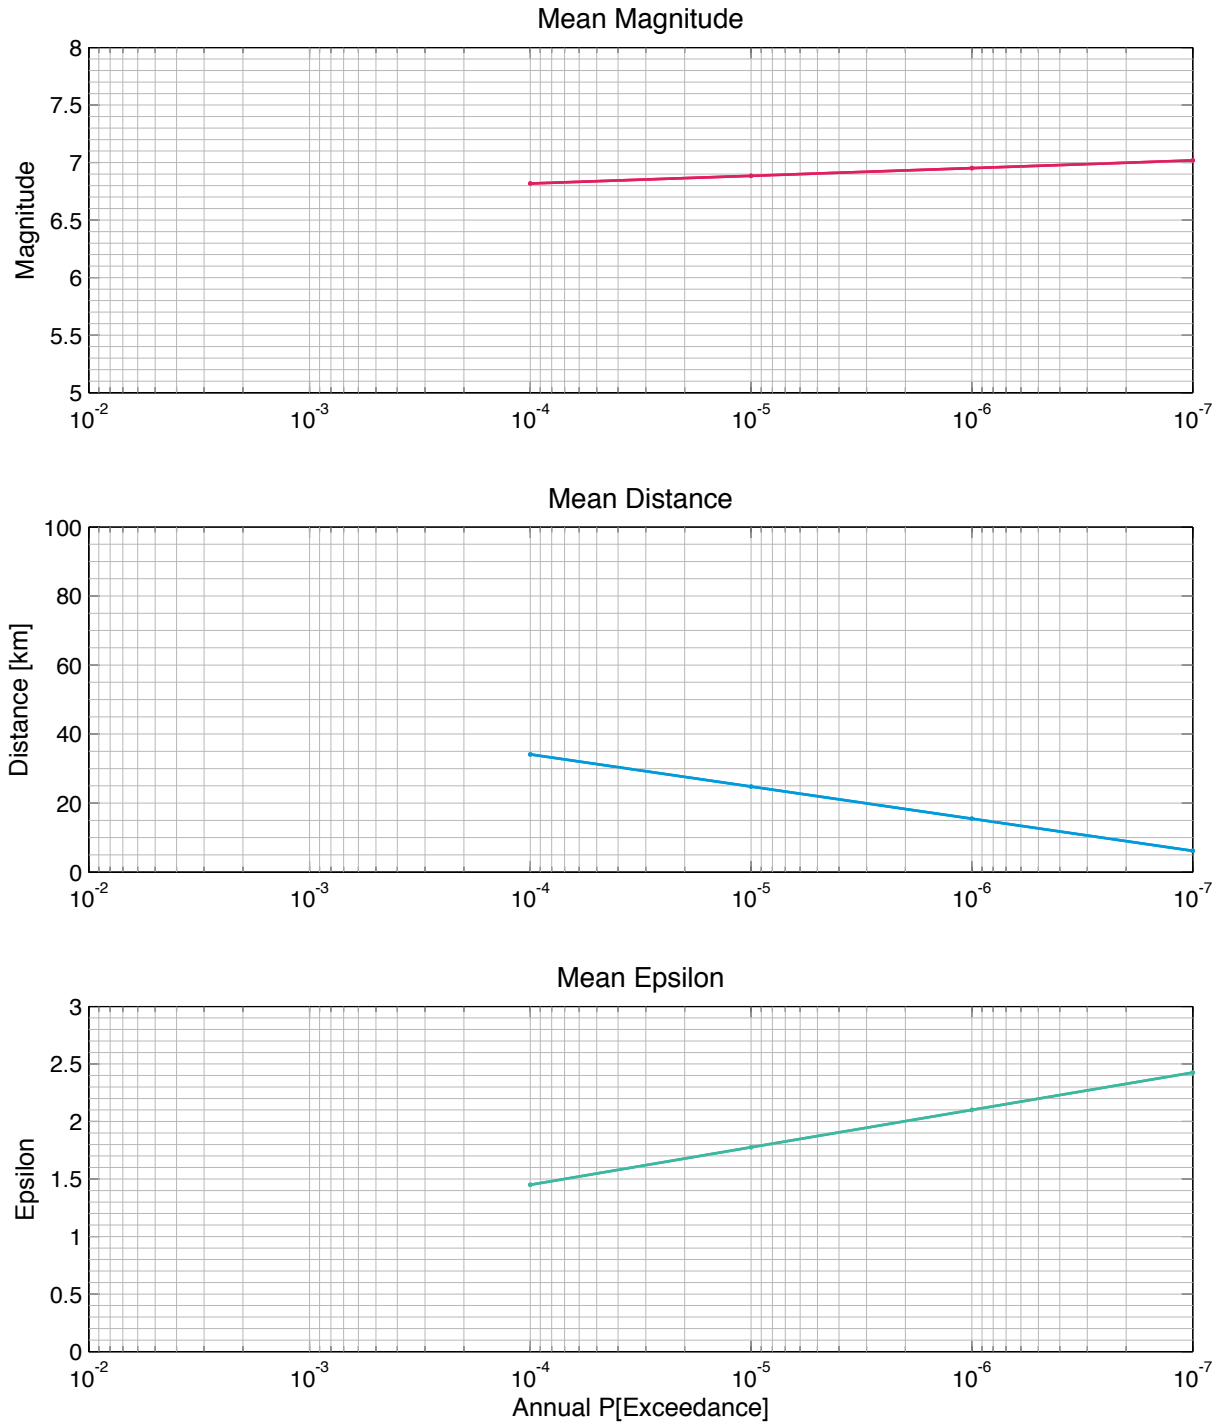 Mean Magnitude
8
7.5
7
6.5
6
5.5
5
Magnitude
10⁻² 10⁻³ 10⁻⁴ 10⁻⁵ 10⁻⁶ 10⁻⁷
Mean Distance
100
80
60
40
20
0
Distance [km]
10⁻² 10⁻³ 10⁻⁴ 10⁻⁵ 10⁻⁶ 10⁻⁷
Mean Epsilon
3
2.5
2
1.5
1
0.5
0
Epsilon
10⁻² 10⁻³ 10⁻⁴ 10⁻⁵ 10⁻⁶ 10⁻⁷
Annual P[Exceedance]